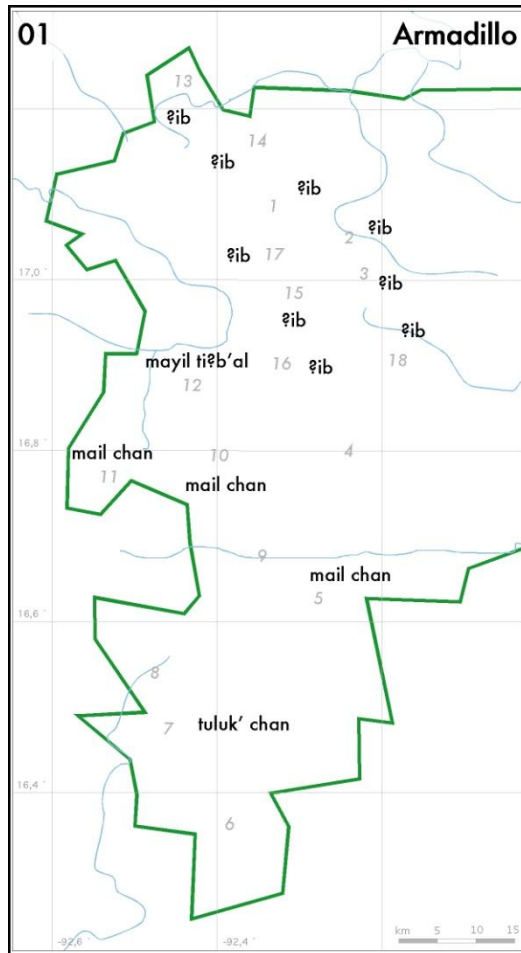 01
Armadillo
13
ʔib
14
ʔib
ʔib
1
ʔib
2
ʔib
17
17,0 ˚
3
ʔib
15
ʔib
ʔib
mayil tiʔb'al
16
ʔib
18
12
16,8 ˚
mail chan
10
4
11
mail chan
9
mail chan
5
16,6 ˚
8
7
tuluk' chan
16,4 ˚
6
km 5 10 15
-92,6 ˚
-92,4 ˚